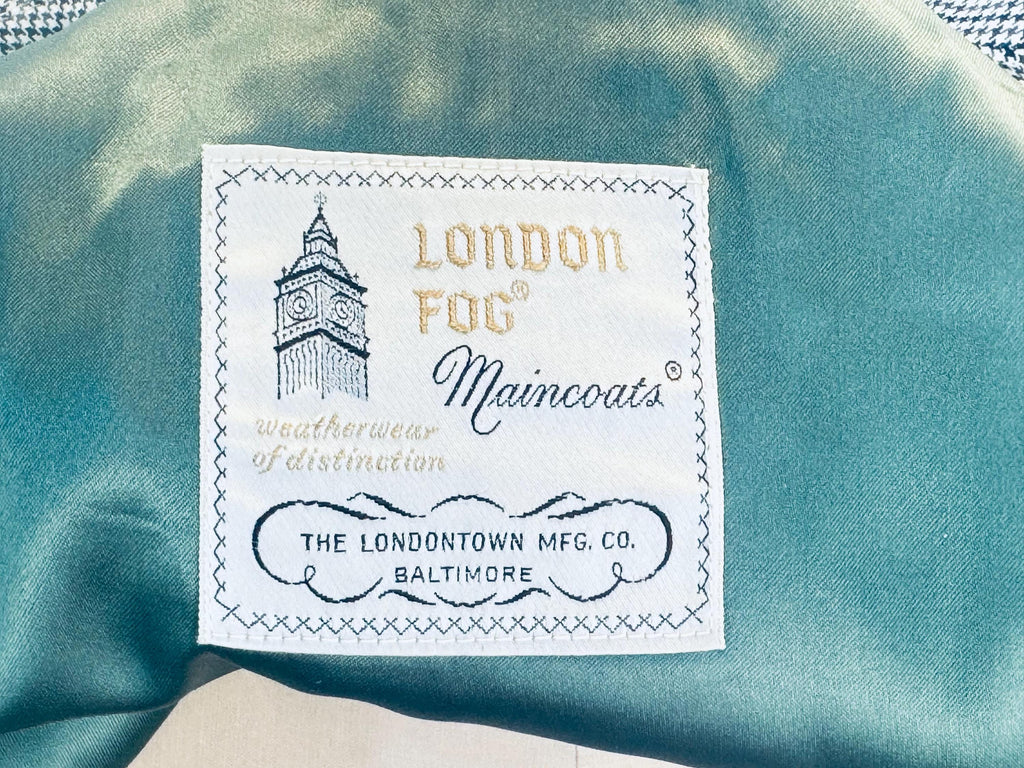 LONDON
FOG®
Maincoats®
weatherwear
of distinction
THE LONDONTOWN MFG. CO.
BALTIMORE